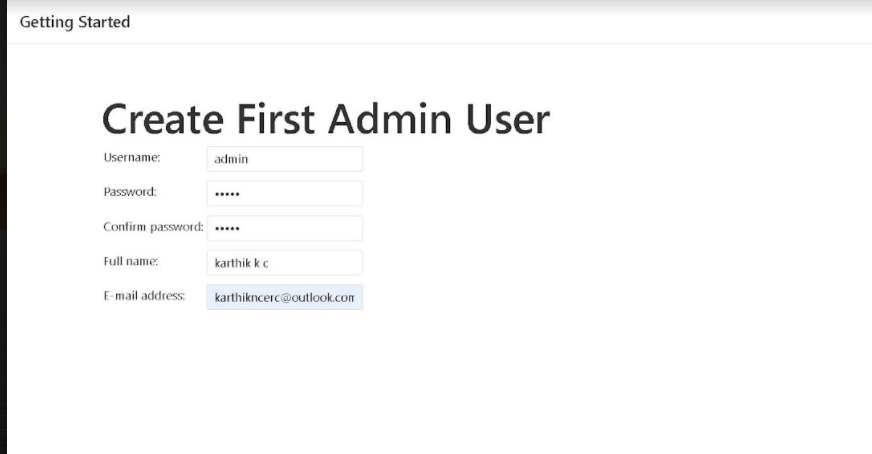 Getting Started
Create First Admin User
Username: admin
Password: •••••
Confirm password: •••••
Full name: karthik k c
E-mail address: karthikncerc@outlook.com